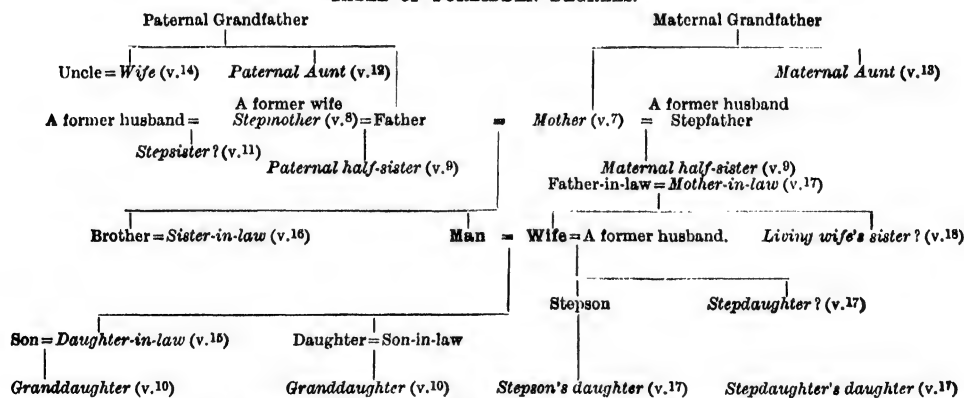 Paternal Grandfather Maternal Grandfather
Uncle = Wife (v.14) Paternal Aunt (v.12) Maternal Aunt (v.13)
A former wife A former husband
A former husband = Stepmother (v.8) = Father = Mother (v.7) = Stepfather
Stepsister? (v.11) Paternal half-sister (v.9) Maternal half-sister (v.9)
Father-in-law = Mother-in-law (v.17)
Brother = Sister-in-law (v.16) Man = Wife = A former husband. Living wife's sister? (v.18)
Stepson Stepdaughter? (v.17)
Son = Daughter-in-law (v.15) Daughter = Son-in-law
Granddaughter (v.10) Granddaughter (v.10) Stepson's daughter (v.17) Stepdaughter's daughter (v.17)